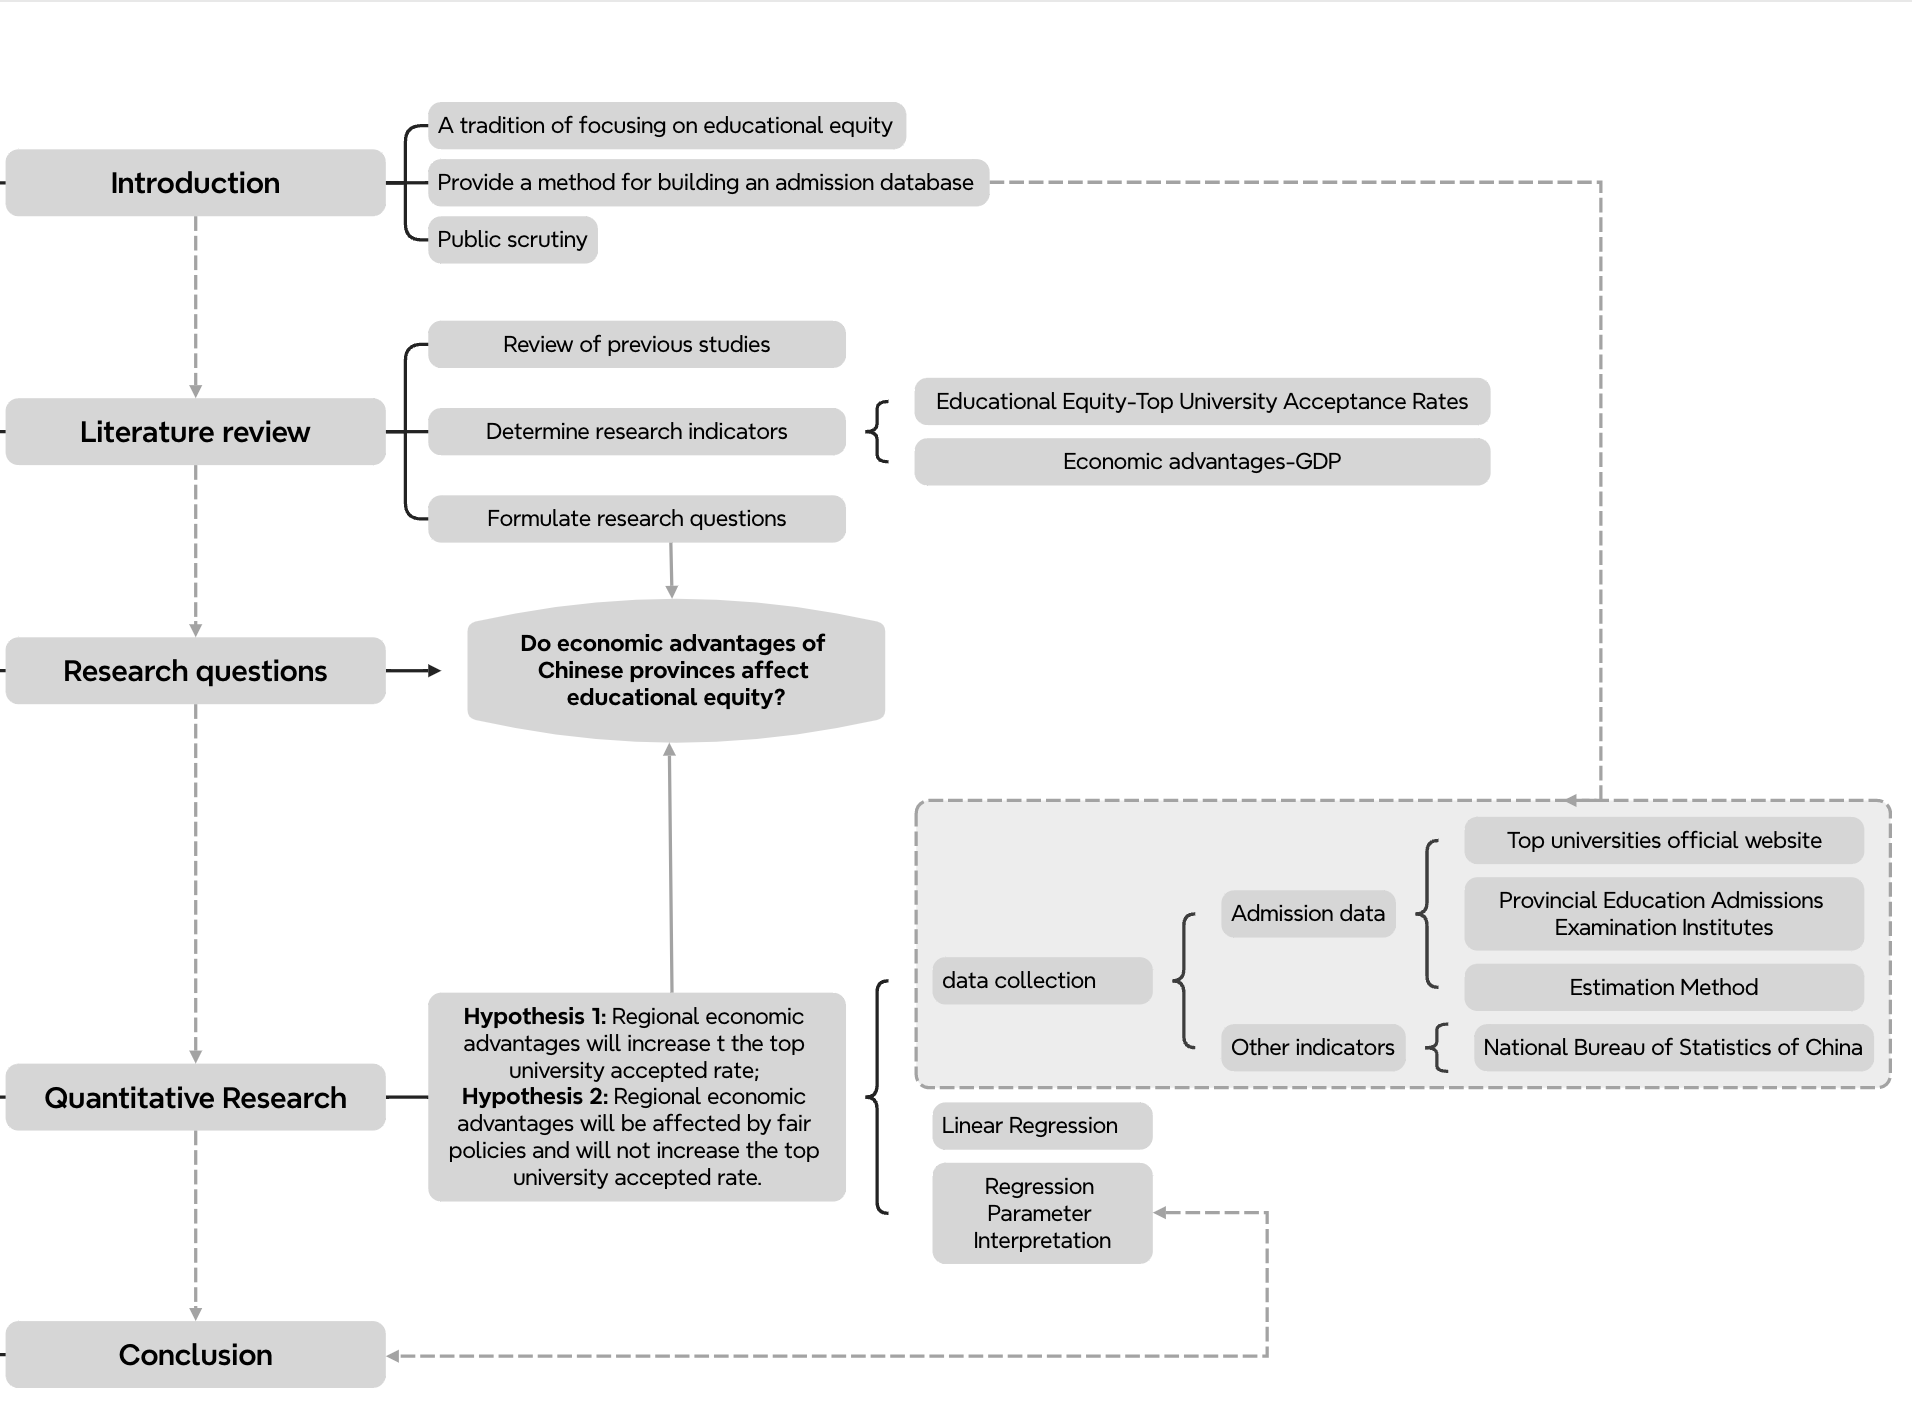 Introduction
A tradition of focusing on educational equity
Provide a method for building an admission database
Public scrutiny
Literature review
Review of previous studies
Determine research indicators
Educational Equity-Top University Acceptance Rates
Economic advantages-GDP
Formulate research questions
Research questions
Do economic advantages of
Chinese provinces affect
educational equity?
Quantitative Research
Hypothesis 1: Regional economic
advantages will increase t the top
university accepted rate;
Hypothesis 2: Regional economic
advantages will be affected by fair
policies and will not increase the top
university accepted rate.
data collection
Admission data
Top universities official website
Provincial Education Admissions
Examination Institutes
Estimation Method
Other indicators
National Bureau of Statistics of China
Linear Regression
Regression
Parameter
Interpretation
Conclusion